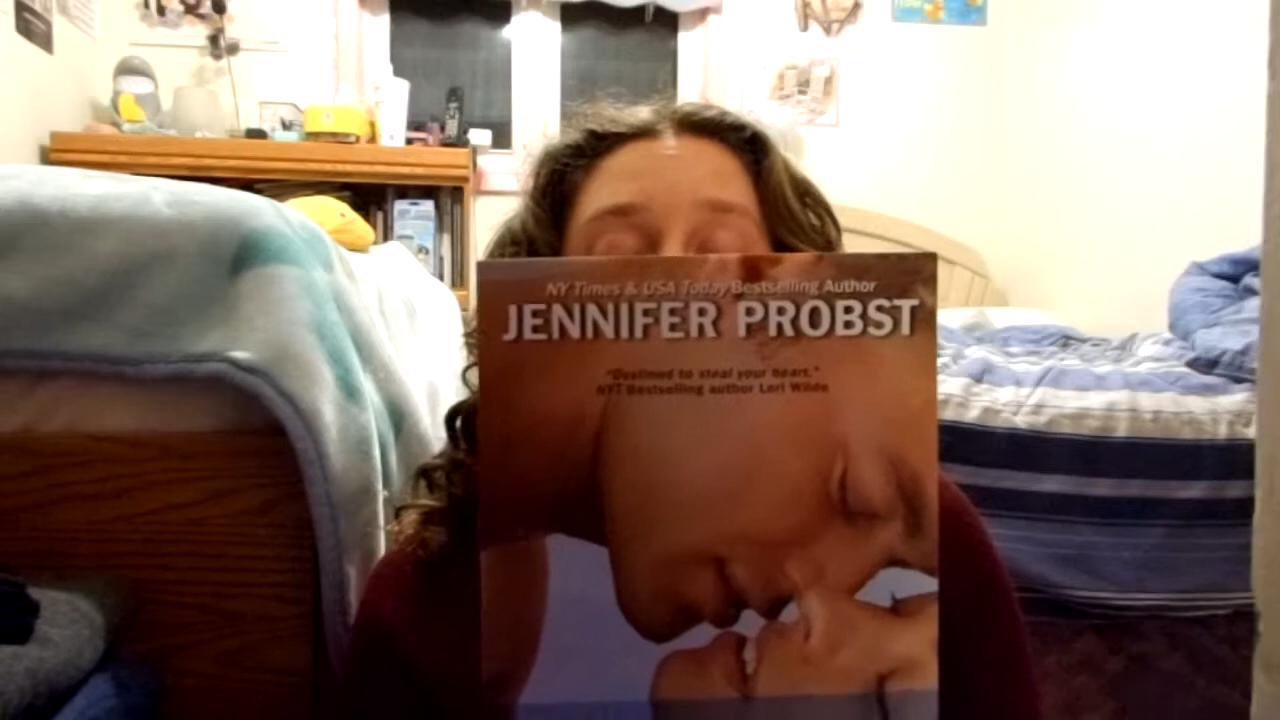 NY Times & USA Today Bestselling Author
JENNIFER PROBST
"Destined to steal your heart."
NYT Bestselling author Lori Wilde